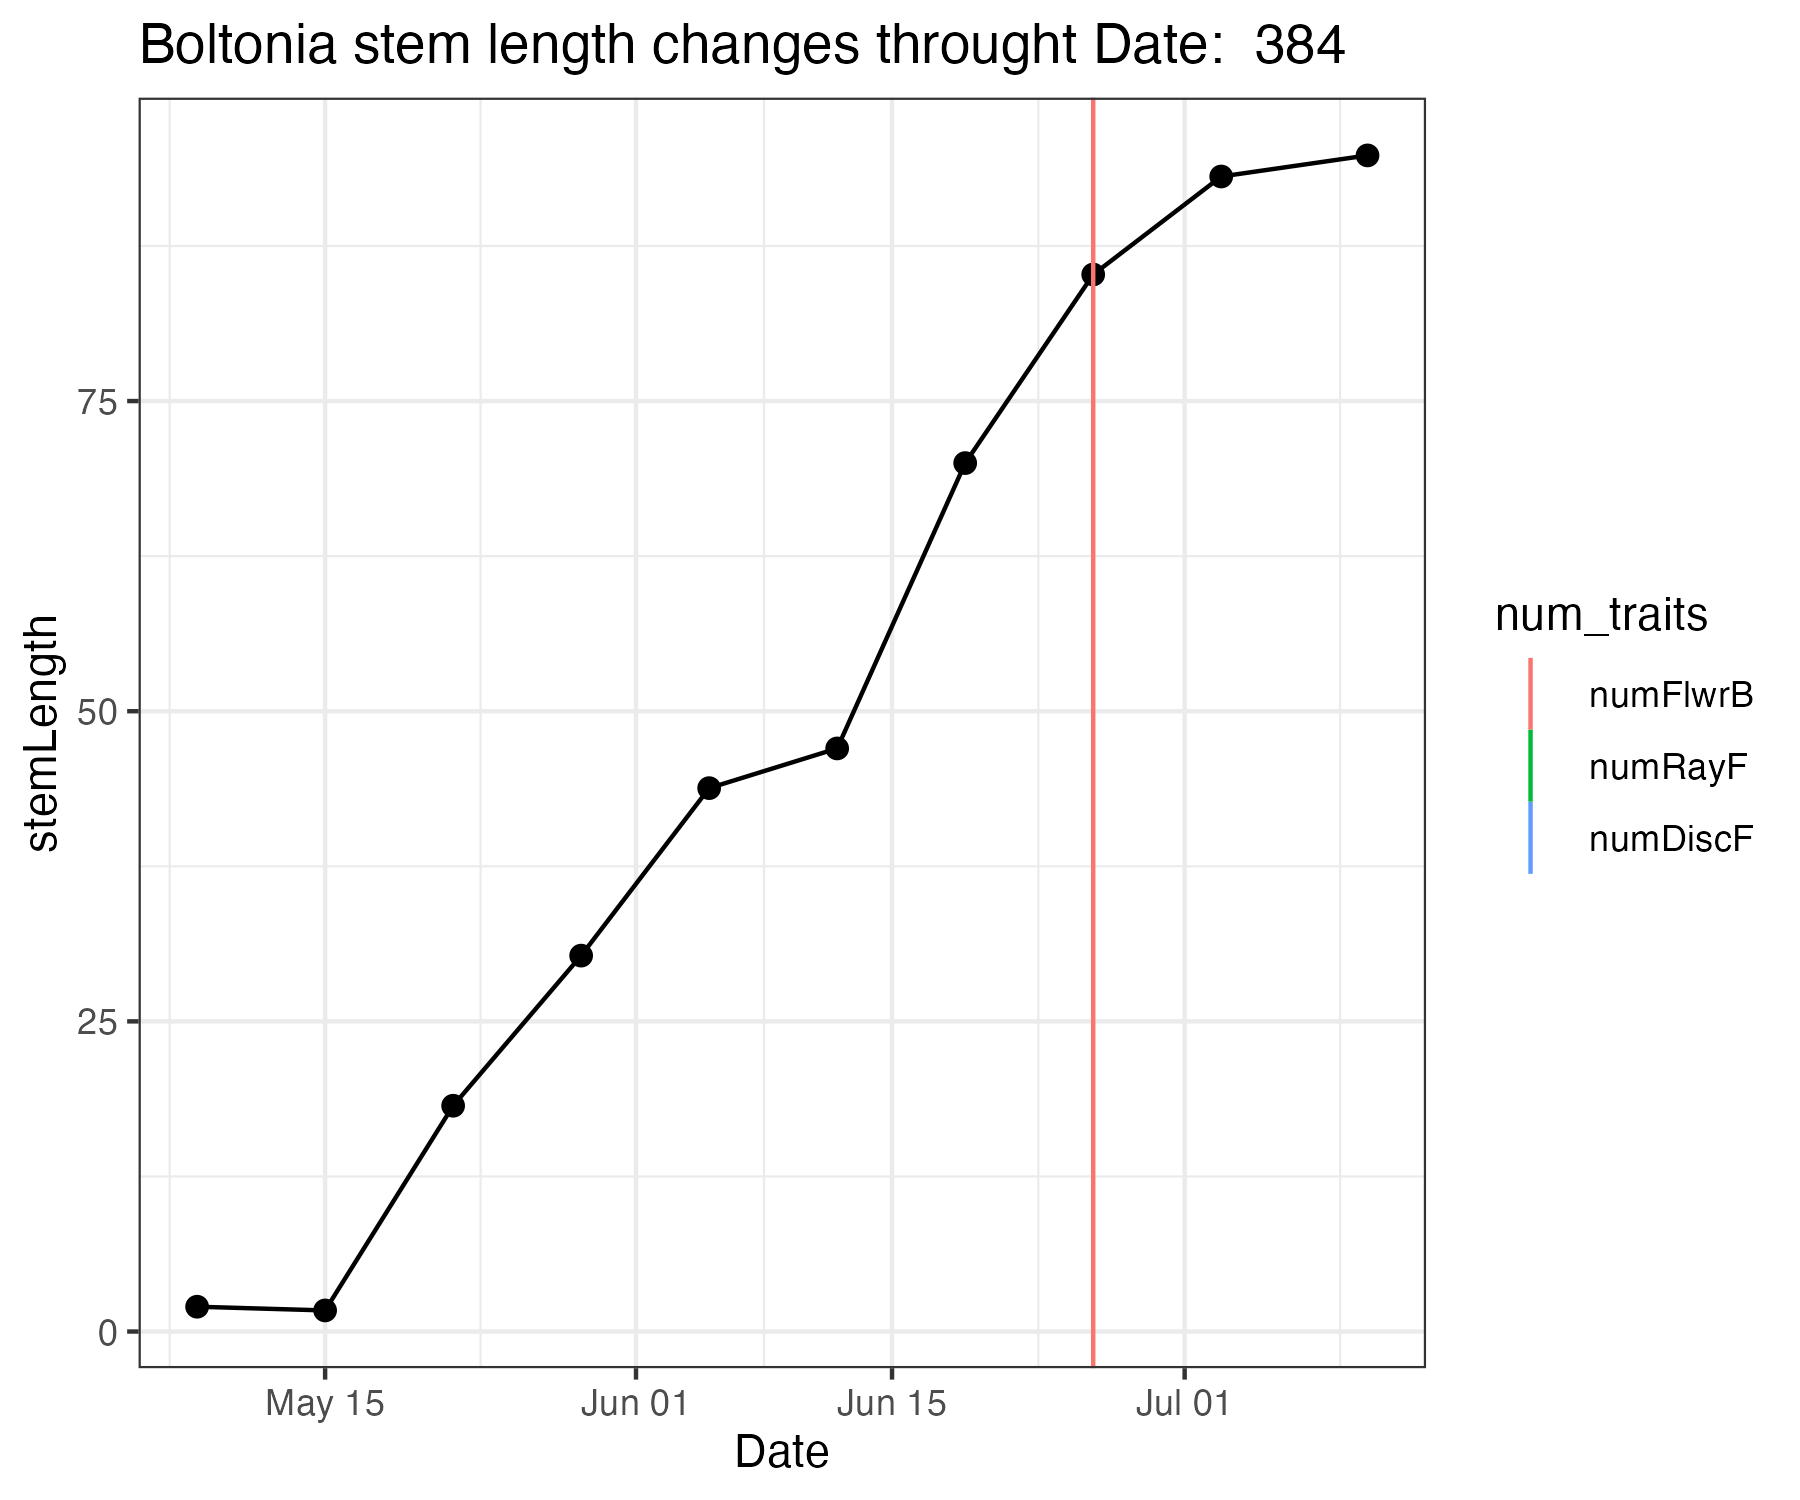 Boltonia stem length changes throught Date:  384
stemLength
75
50
25
0
May 15
Jun 01
Jun 15
Jul 01
Date
num_traits
numFlwrB
numRayF
numDiscF